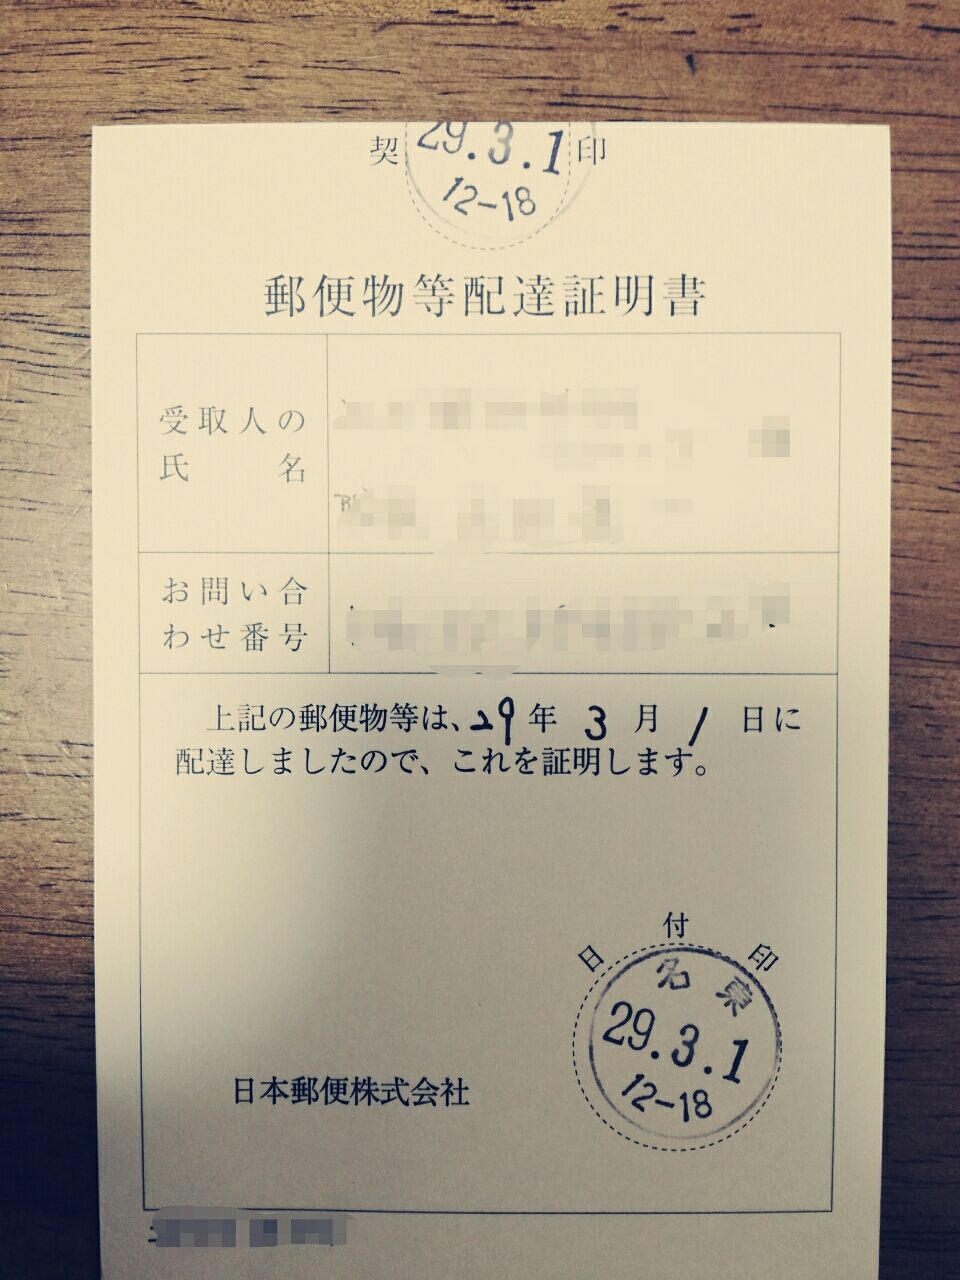 契 29.3.1 印
12-18
郵便物等配達証明書
受取人の
氏名
お問い合
わせ番号
上記の郵便物等は、29年 3 月 1 日に
配達しましたので、これを証明します。
日付印
名東
29.3.1
12-18
日本郵便株式会社